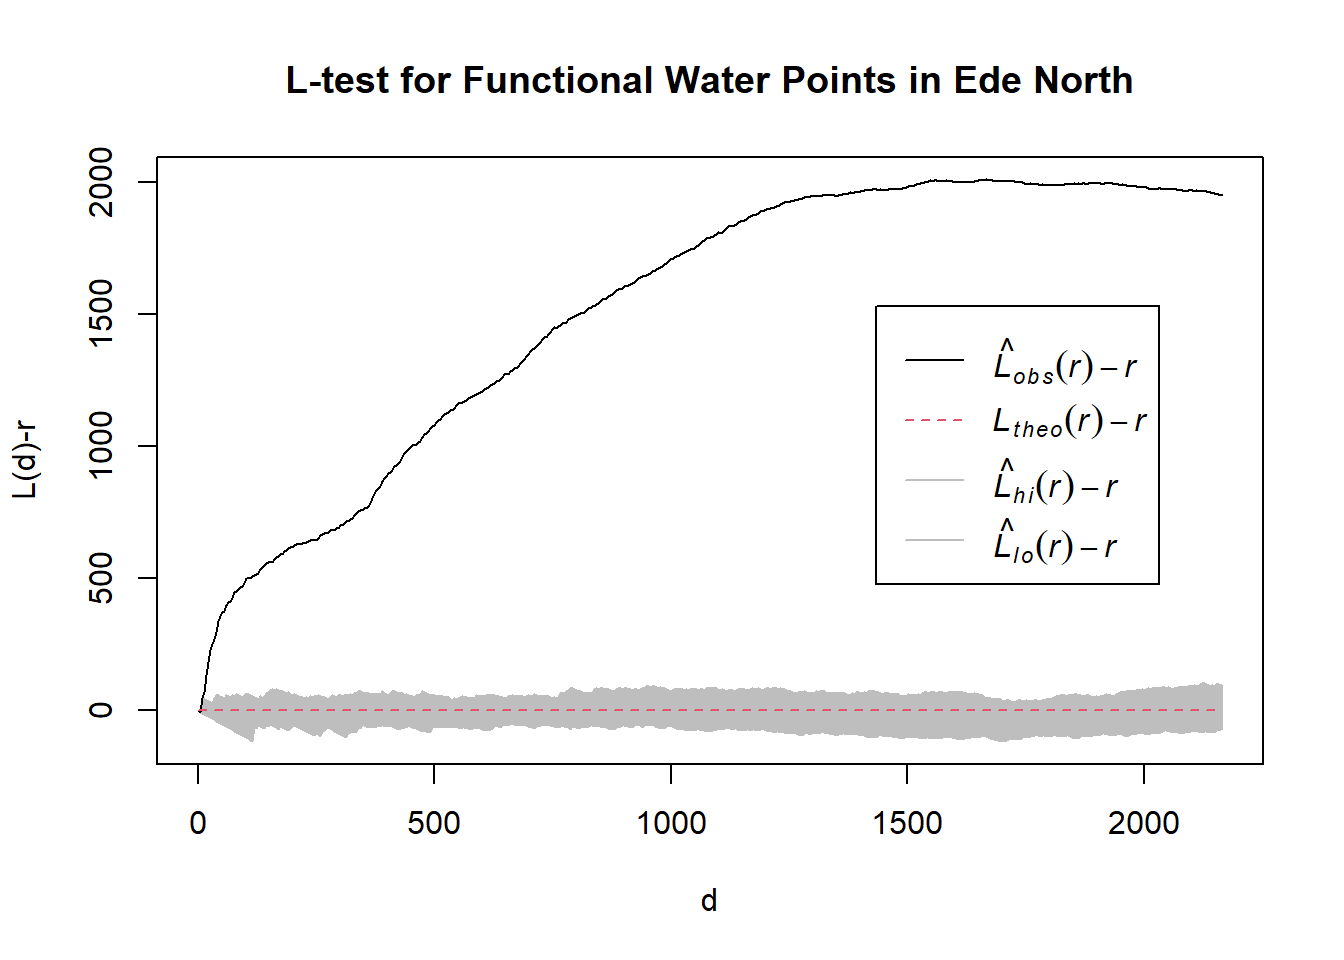 L-test for Functional Water Points in Ede North
2000
1500
1000
500
0
L(d)-r
L̂obs(r) − r
Ltheo(r) − r
L̂hi(r) − r
L̂lo(r) − r
0 500 1000 1500 2000
d